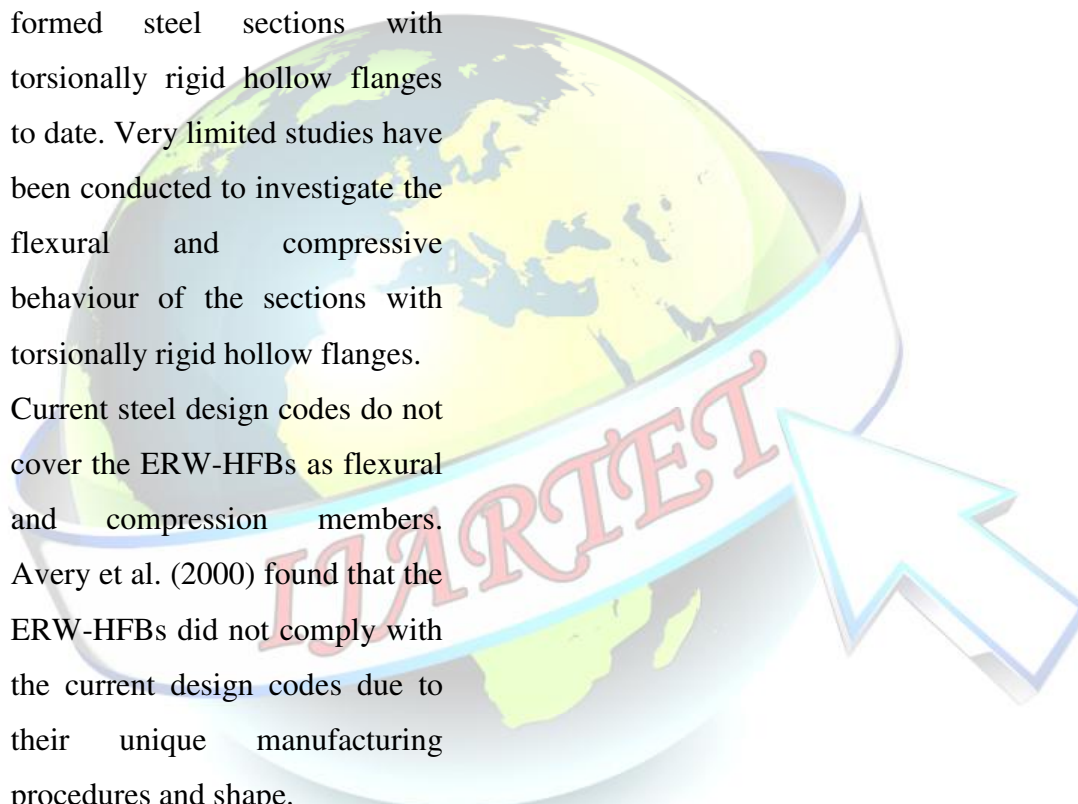 formed steel sections with
torsionally rigid hollow flanges
to date. Very limited studies have
been conducted to investigate the
flexural and compressive
behaviour of the sections with
torsionally rigid hollow flanges.
Current steel design codes do not
cover the ERW-HFBs as flexural
and compression members.
Avery et al. (2000) found that the
ERW-HFBs did not comply with
the current design codes due to
their unique manufacturing
procedures and shape.
IJARTET